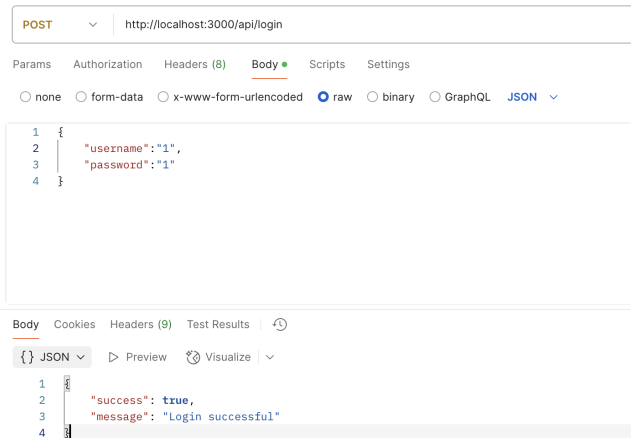 POST http://localhost:3000/api/login
Params Authorization Headers (8) Body Scripts Settings
none form-data x-www-form-urlencoded raw binary GraphQL JSON
1 {
2 "username":"1",
3 "password":"1"
4 }
Body Cookies Headers (9) Test Results
{} JSON Preview Visualize
1 {
2 "success": true,
3 "message": "Login successful"
4 }